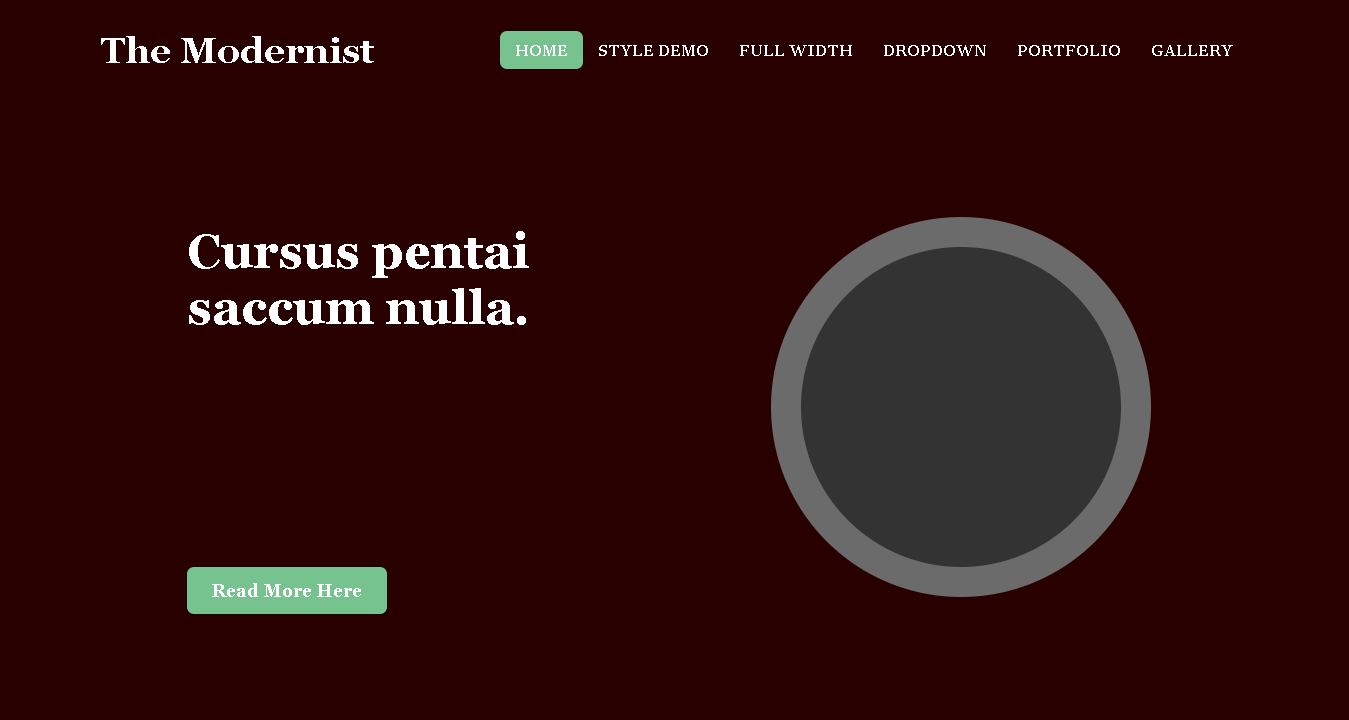 The Modernist
HOME STYLE DEMO FULL WIDTH DROPDOWN PORTFOLIO GALLERY
Cursus pentai
saccum nulla.
Read More Here